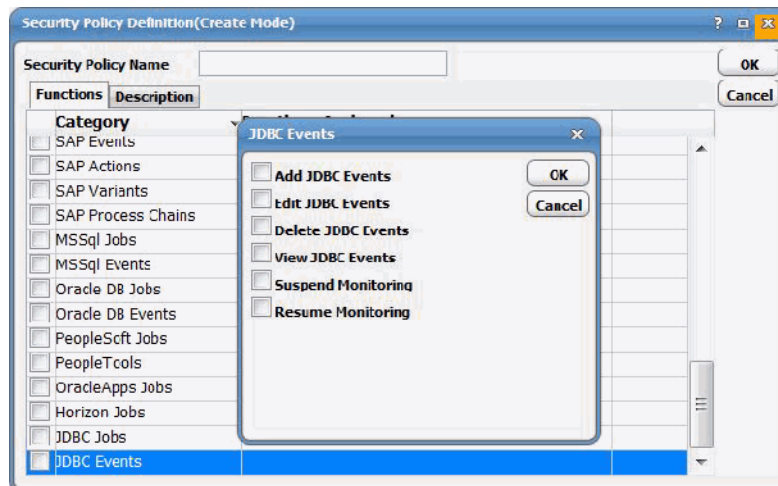 Security Policy Definition(Create Mode)
Security Policy Name
OK
Functions Description
Cancel
Category
SAP Events
SAP Actions
SAP Variants
SAP Process Chains
MSSql Jobs
MSSql Events
Oracle DB Jobs
Oracle DB Events
PeopleSoft Jobs
PeopleTools
OracleApps Jobs
Horizon Jobs
JDBC Jobs
JDBC Events
JDBC Events
Add JDBC Events
Edit JDBC Events
Delete JDBC Events
View JDBC Events
Suspend Monitoring
Resume Monitoring
OK
Cancel